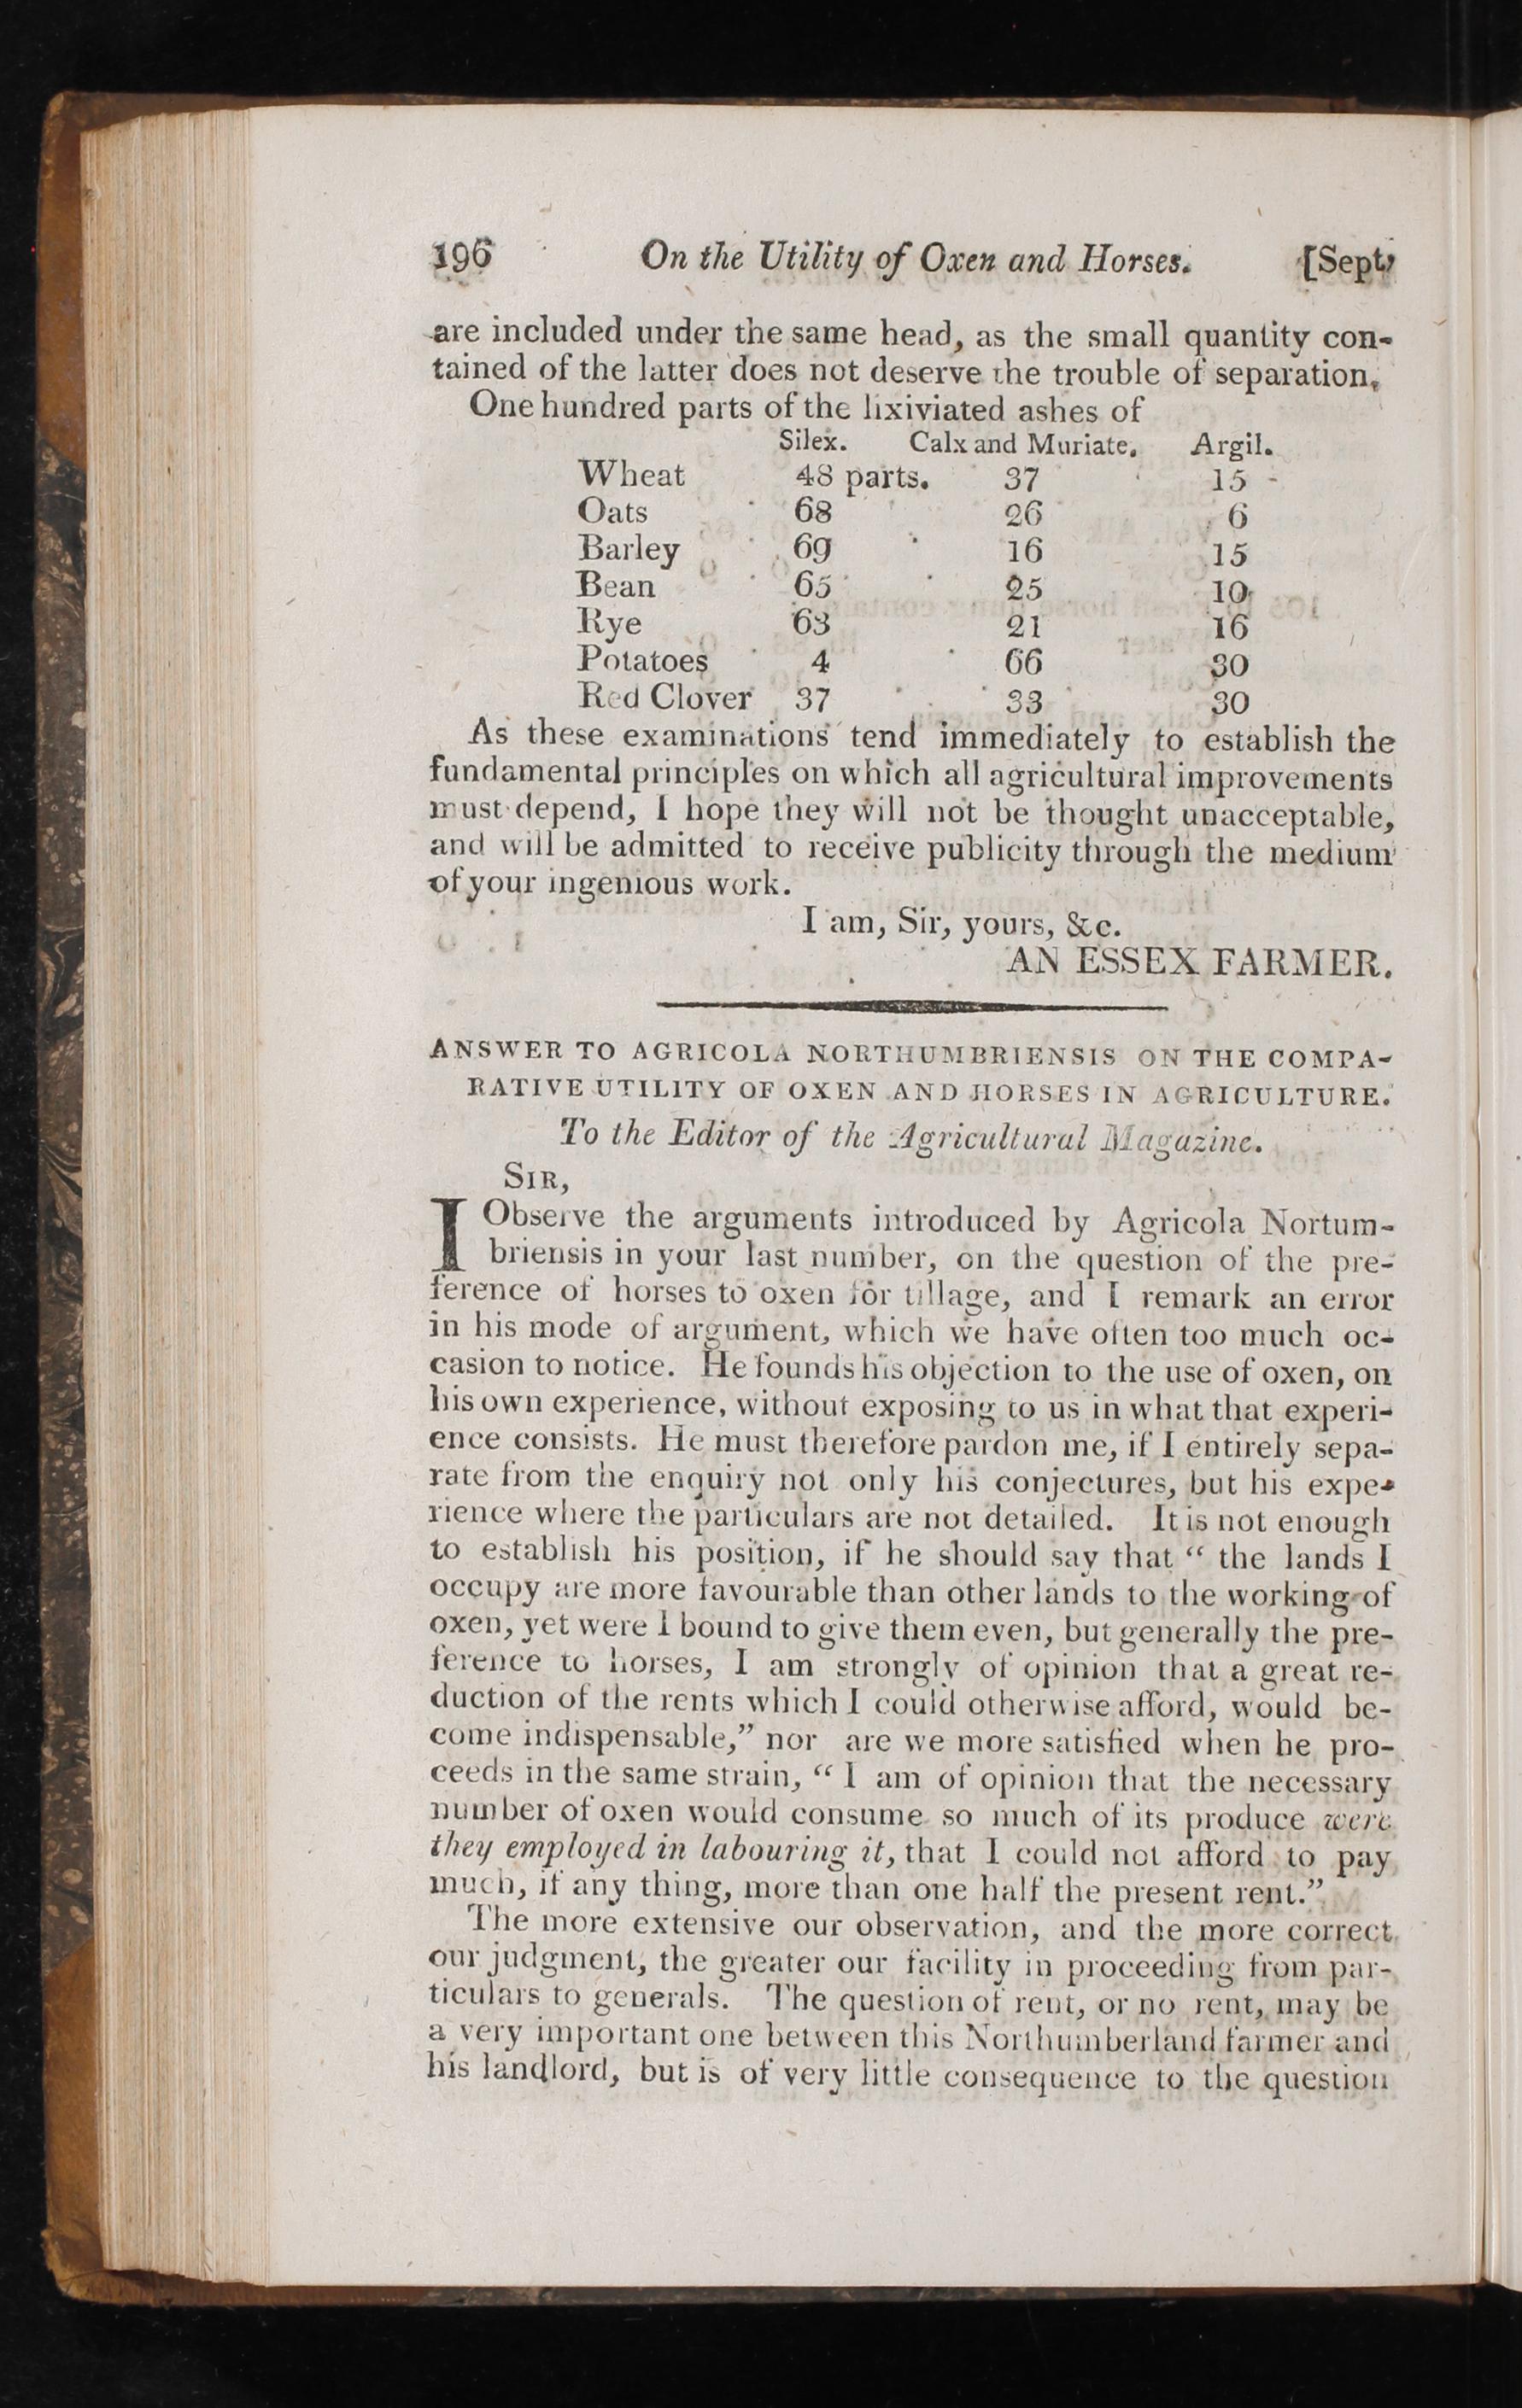 196 On the Utility of Oxen and Horses. [Sept,
are included under the same head, as the small quantity con-
tained of the latter does not deserve the trouble of separation.
One hundred parts of the lixiviated ashes of
Silex. Calx and Muriate. Argil.
Wheat 48 parts. 37 15
Oats 68 26 6
Barley 69 16 15
Bean 65 25 10
Rye 63 21 16
Potatoes 4 66 30
Red Clover 37 33 30
As these examinations tend immediately to establish the
fundamental principles on which all agricultural improvements
must depend, I hope they will not be thought unacceptable,
and will be admitted to receive publicity through the medium
of your ingenious work.
I am, Sir, yours, &c.
AN ESSEX FARMER.
ANSWER TO AGRICOLA NORTHUMBRIENSIS ON THE COMPA-
RATIVE UTILITY OF OXEN AND HORSES IN AGRICULTURE.
To the Editor of the Agricultural Magazine.
SIR,
I Observe the arguments introduced by Agricola Nortum-
briensis in your last number, on the question of the pre-
ference of horses to oxen for tillage, and I remark an error
in his mode of argument, which we have often too much oc-
casion to notice. He founds his objection to the use of oxen, on
his own experience, without exposing to us in what that experi-
ence consists. He must therefore pardon me, if I entirely sepa-
rate from the enquiry not only his conjectures, but his expe-
rience where the particulars are not detailed. It is not enough
to establish his position, if he should say that “ the lands I
occupy are more favourable than other lands to the working of
oxen, yet were I bound to give them even, but generally the pre-
ference to horses, I am strongly of opinion that a great re-
duction of the rents which I could otherwise afford, would be-
come indispensable,” nor are we more satisfied when he pro-
ceeds in the same strain, “ I am of opinion that the necessary
number of oxen would consume so much of its produce were
they employed in labouring it, that I could not afford to pay
much, if any thing, more than one half the present rent.”
The more extensive our observation, and the more correct
our judgment, the greater our facility in proceeding from par-
ticulars to generals. The question of rent, or no rent, may be
a very important one between this Northumberland farmer and
his landlord, but is of very little consequence to the question